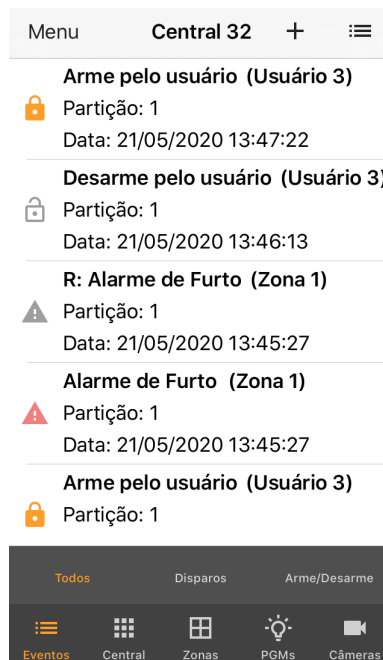 Menu Central 32 +
Arme pelo usuário (Usuário 3)
Partição: 1
Data: 21/05/2020 13:47:22
Desarme pelo usuário (Usuário 3)
Partição: 1
Data: 21/05/2020 13:46:13
R: Alarme de Furto (Zona 1)
Partição: 1
Data: 21/05/2020 13:45:27
Alarme de Furto (Zona 1)
Partição: 1
Data: 21/05/2020 13:45:27
Arme pelo usuário (Usuário 3)
Partição: 1
Todos Disparos Arme/Desarme
Eventos Central Zonas PGMs Câmeras